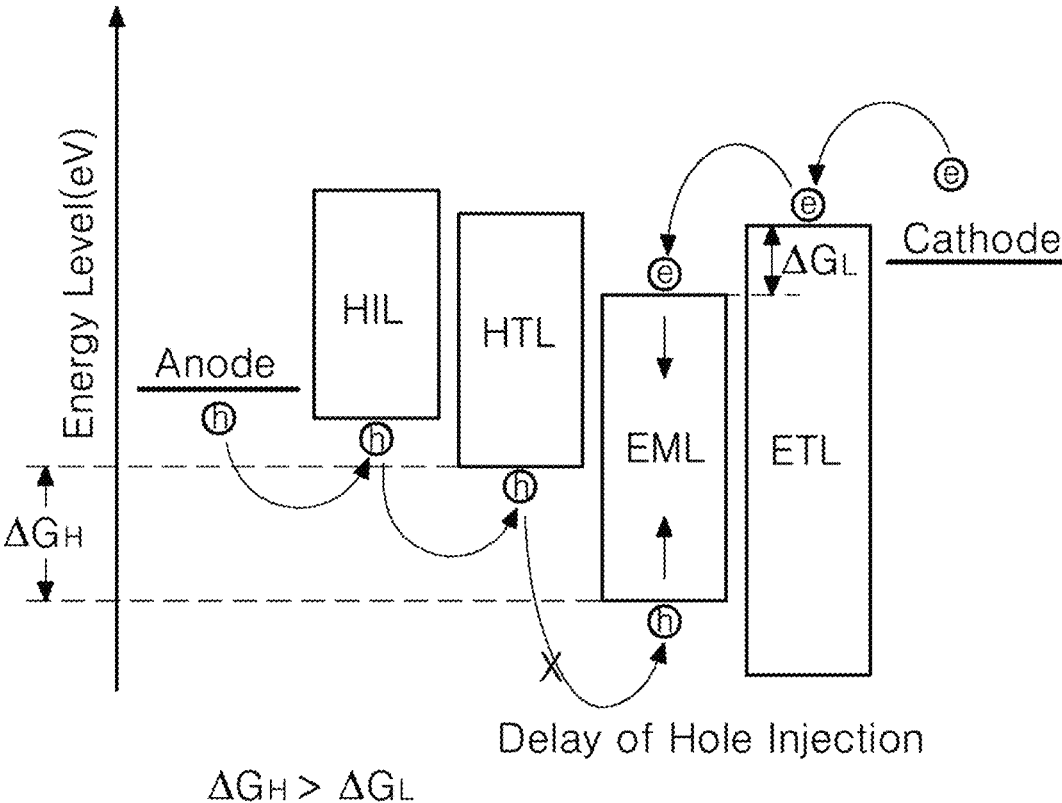 Energy Level(eV)
Anode
HIL
HTL
EML
ETL
Cathode
e
e
e
h
h
h
h
ΔGL
ΔGH
X
Delay of Hole Injection
ΔGH > ΔGL